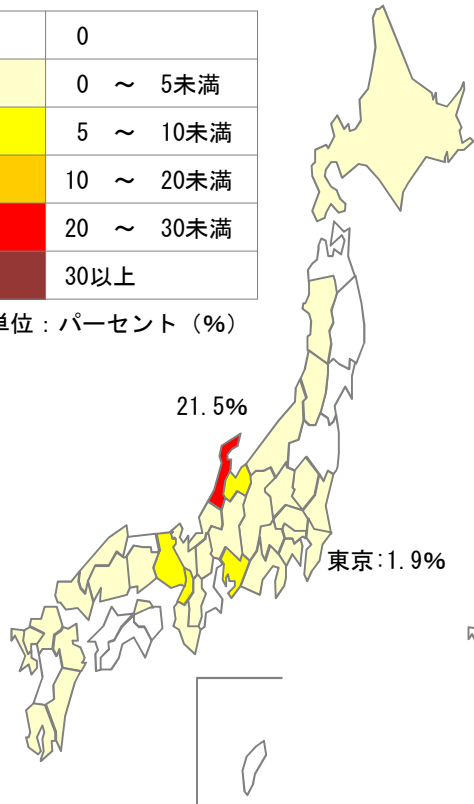 0
0 ～ 5未満
5 ～ 10未満
10 ～ 20未満
20 ～ 30未満
30以上
単位：パーセント（%）
21.5%
東京:1.9%